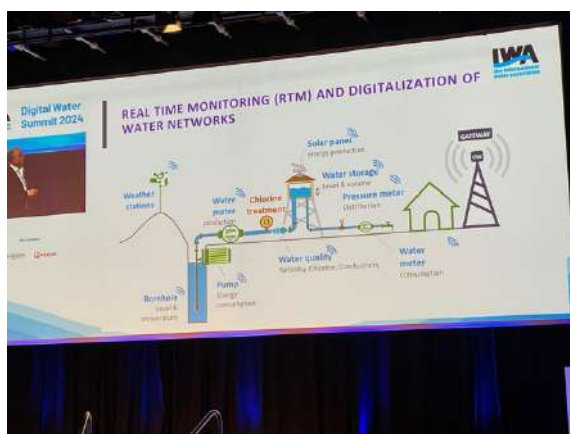 Digital Water
Summit 2024
IWA
the international
water association
REAL TIME MONITORING (RTM) AND DIGITALIZATION OF
WATER NETWORKS
Solar panel
Energy production
Weather
stations
Water
meter
production
Chlorine
treatment
Water storage
Level & volume
Pressure meter
Distribution
GATEWAY
GW
Water quality
Turbidity, Chlorine, Conductivity
Water
meter
Consumption
Pump
Energy
consumption
Borehole
Level &
temperature